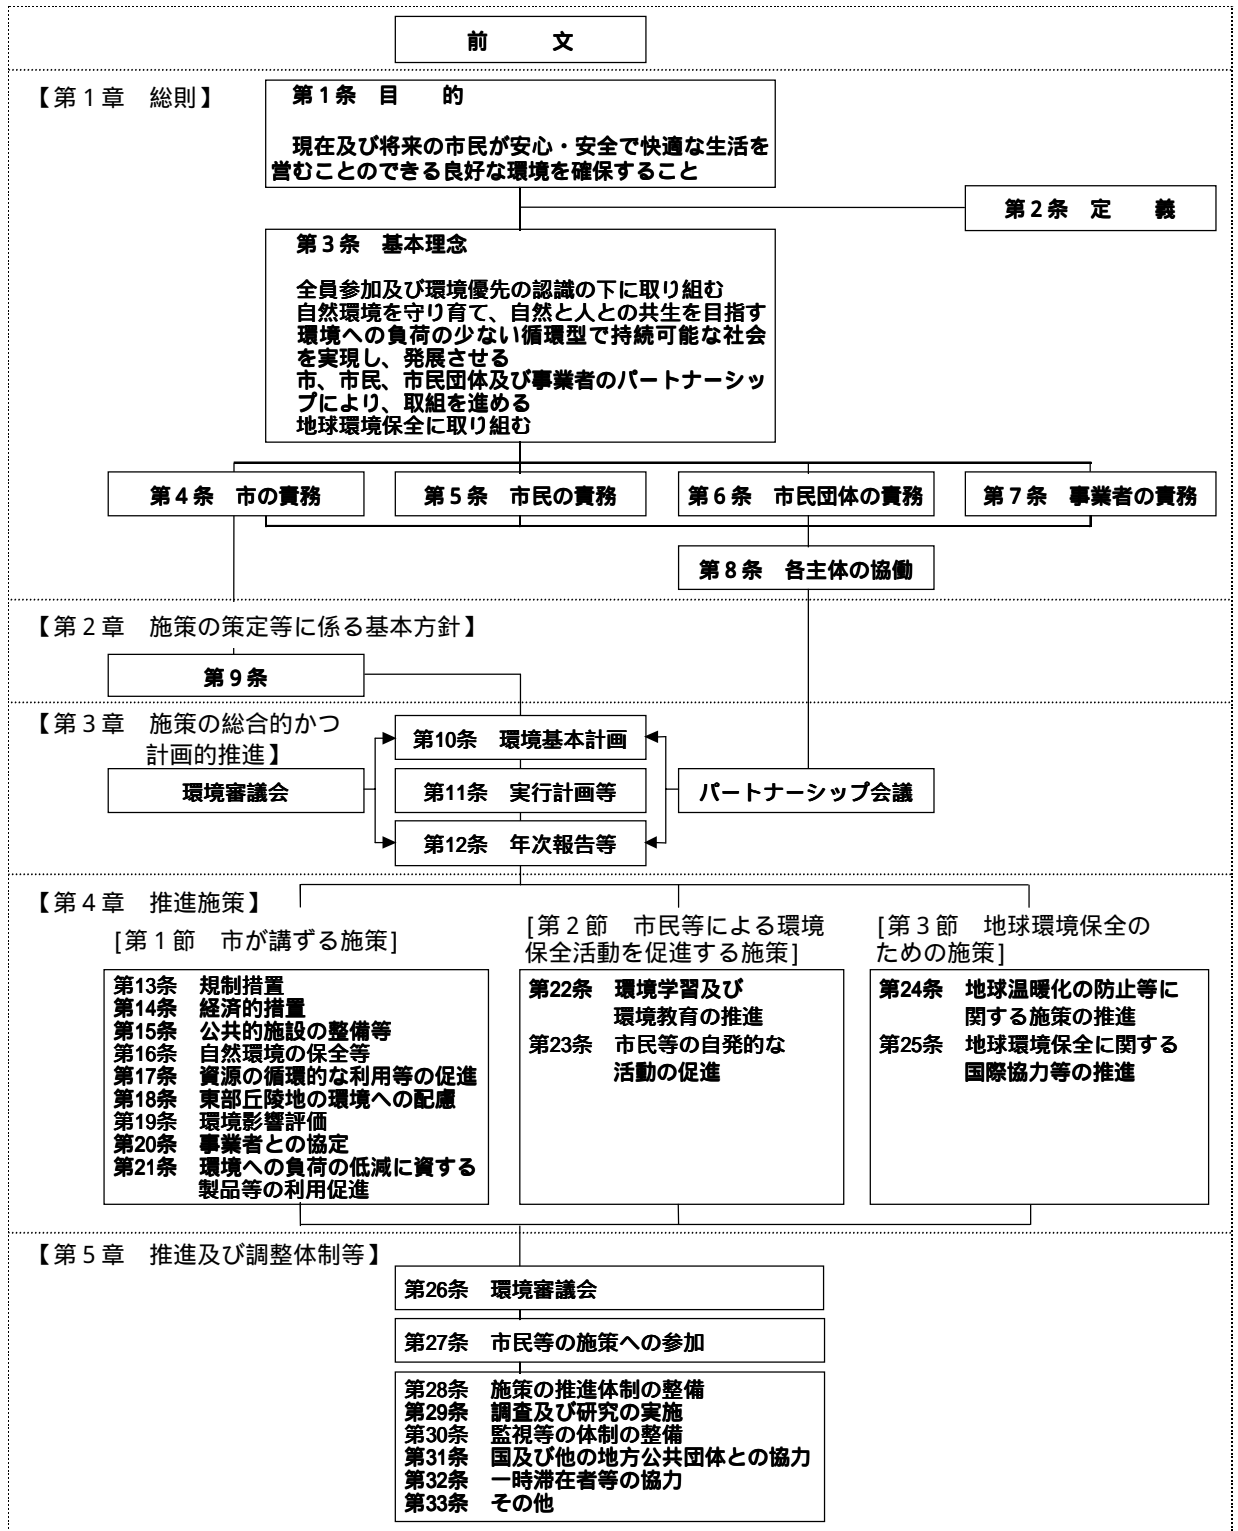 前　　文
【第１章　総則】
第１条　目　的
現在及び将来の市民が安心・安全で快適な生活を
営むことのできる良好な環境を確保すること
第２条　定　義
第３条　基本理念
全員参加及び環境優先の認識の下に取り組む
自然環境を守り育て、自然と人との共生を目指す
環境への負荷の少ない循環型で持続可能な社会
を実現し、発展させる
市、市民、市民団体及び事業者のパートナーシッ
プにより、取組を進める
地球環境保全に取り組む
第４条　市の責務
第５条　市民の責務
第６条　市民団体の責務
第７条　事業者の責務
第８条　各主体の協働
【第２章　施策の策定等に係る基本方針】
第９条
【第３章　施策の総合的かつ
計画的推進】
第10条　環境基本計画
環境審議会
第11条　実行計画等
パートナーシップ会議
第12条　年次報告等
【第４章　推進施策】
[第１節　市が講ずる施策]
第13条　規制措置
第14条　経済的措置
第15条　公共的施設の整備等
第16条　自然環境の保全等
第17条　資源の循環的な利用等の促進
第18条　東部丘陵地の環境への配慮
第19条　環境影響評価
第20条　事業者との協定
第21条　環境への負荷の低減に資する
製品等の利用促進
[第２節　市民等による環境
保全活動を促進する施策]
第22条　環境学習及び
環境教育の推進
第23条　市民等の自発的な
活動の促進
[第３節　地球環境保全の
ための施策]
第24条　地球温暖化の防止等に
関する施策の推進
第25条　地球環境保全に関する
国際協力等の推進
【第５章　推進及び調整体制等】
第26条　環境審議会
第27条　市民等の施策への参加
第28条　施策の推進体制の整備
第29条　調査及び研究の実施
第30条　監視等の体制の整備
第31条　国及び他の地方公共団体との協力
第32条　一時滞在者等の協力
第33条　その他